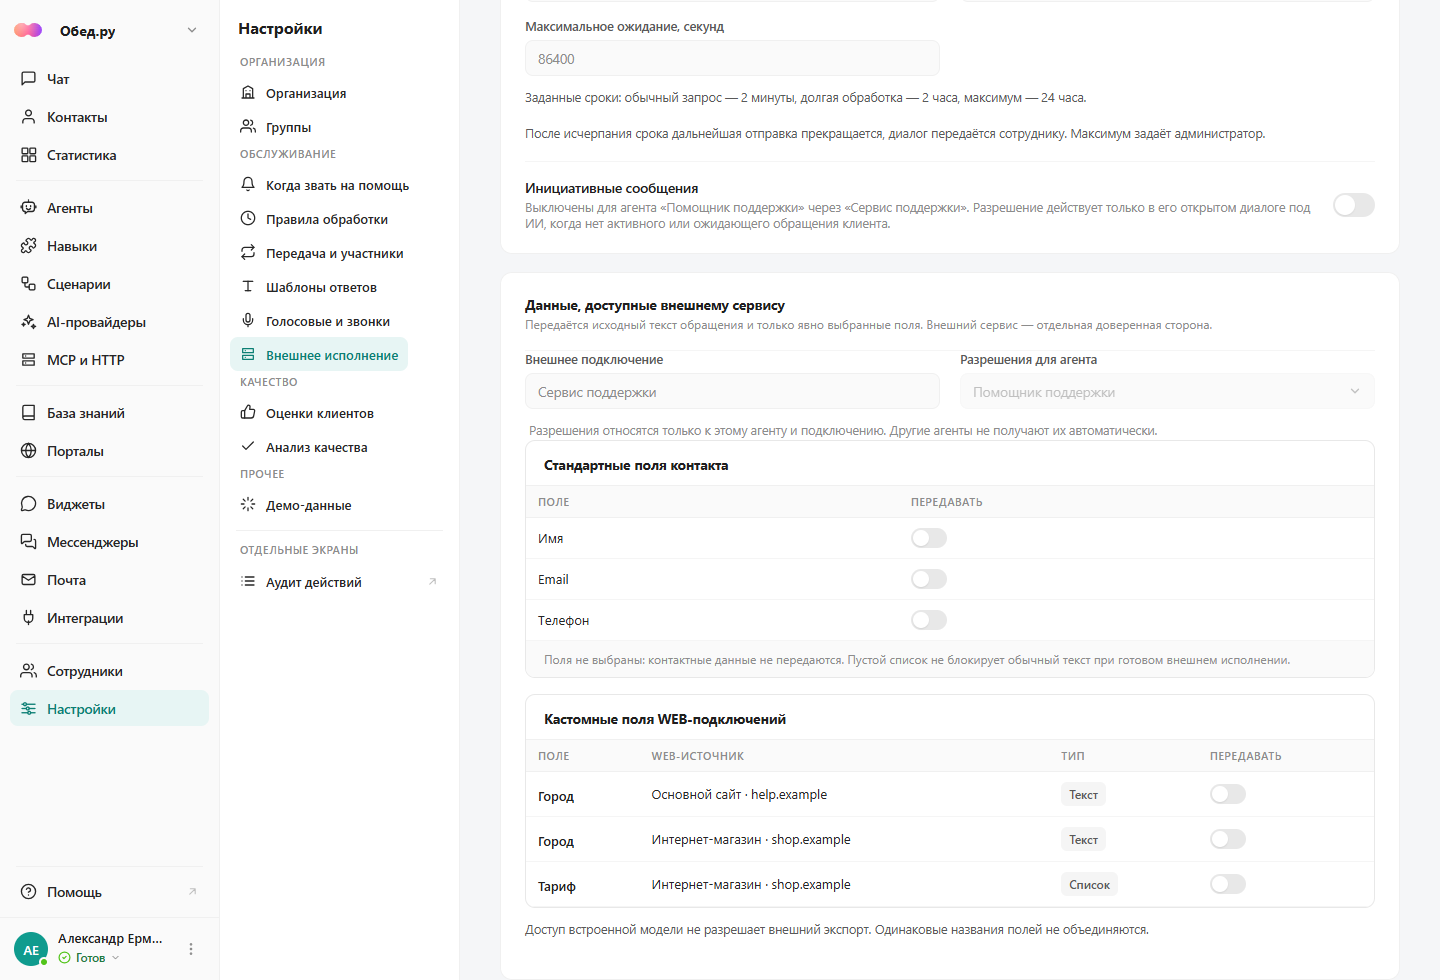 Обед.ру
Чат
Контакты
Статистика
Агенты
Навыки
Сценарии
AI-провайдеры
MCP и HTTP
База знаний
Порталы
Виджеты
Мессенджеры
Почта
Интеграции
Сотрудники
Настройки
Помощь
АЕ
Александр Ерм...
Готов
Настройки
ОРГАНИЗАЦИЯ
Организация
Группы
ОБСЛУЖИВАНИЕ
Когда звать на помощь
Правила обработки
Передача и участники
Шаблоны ответов
Голосовые и звонки
Внешнее исполнение
КАЧЕСТВО
Оценки клиентов
Анализ качества
ПРОЧЕЕ
Демо-данные
ОТДЕЛЬНЫЕ ЭКРАНЫ
Аудит действий
Максимальное ожидание, секунд
86400
Заданные сроки: обычный запрос — 2 минуты, долгая обработка — 2 часа, максимум — 24 часа.
После исчерпания срока дальнейшая отправка прекращается, диалог передаётся сотруднику. Максимум задаёт администратор.
Инициативные сообщения
Выключены для агента «Помощник поддержки» через «Сервис поддержки». Разрешение действует только в его открытом диалоге под
ИИ, когда нет активного или ожидающего обращения клиента.
Данные, доступные внешнему сервису
Передаётся исходный текст обращения и только явно выбранные поля. Внешний сервис — отдельная доверенная сторона.
Внешнее подключение
Разрешения для агента
Сервис поддержки
Помощник поддержки
Разрешения относятся только к этому агенту и подключению. Другие агенты не получают их автоматически.
Стандартные поля контакта
ПОЛЕ ПЕРЕДАВАТЬ
Имя
Email
Телефон
Поля не выбраны: контактные данные не передаются. Пустой список не блокирует обычный текст при готовом внешнем исполнении.
Кастомные поля WEB-подключений
ПОЛЕ WEB-ИСТОЧНИК ТИП ПЕРЕДАВАТЬ
Город Основной сайт · help.example Текст
Город Интернет-магазин · shop.example Текст
Тариф Интернет-магазин · shop.example Список
Доступ встроенной модели не разрешает внешний экспорт. Одинаковые названия полей не объединяются.